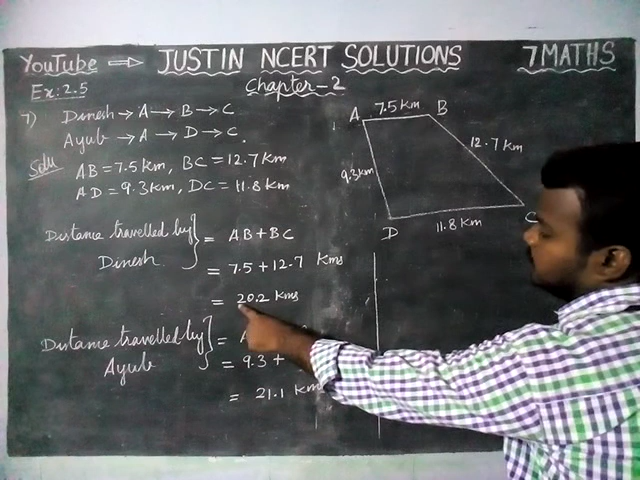 YouTube ⇒ JUSTIN NCERT SOLUTIONS 7 MATHS
Chapter-2
Ex: 2.5
7) Dinesh → A → B → C
Ayub → A → D → C.
Soln
AB = 7.5 km, BC = 12.7 km
AD = 9.3 km, DC = 11.8 km
Distance travelled by Dinesh } = AB + BC
= 7.5 + 12.7 kms
= 20.2 kms
Distance travelled by Ayub } = A
= 9.3 +
= 21.1 km
A 7.5 km B
12.7 km
9.3 km
D 11.8 km C